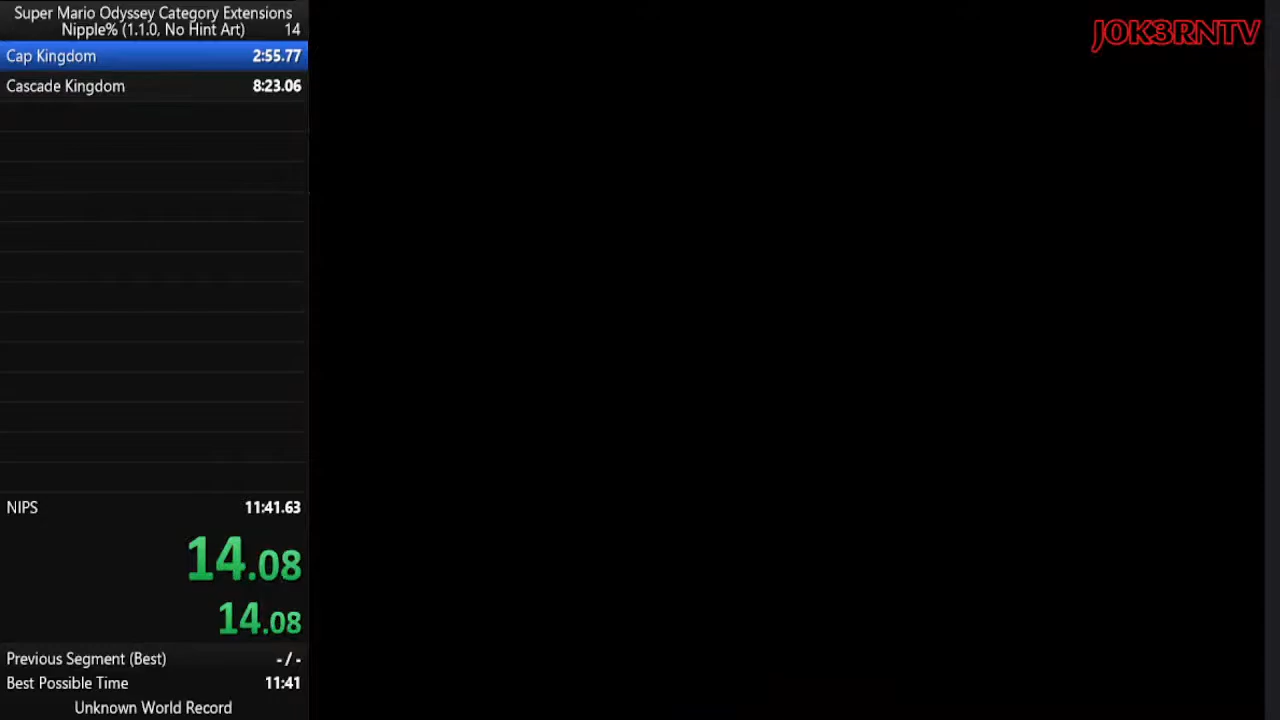 Super Mario Odyssey Category Extensions
Nipple% (1.1.0, No Hint Art) 14
Cap Kingdom 2:55.77
Cascade Kingdom 8:23.06
NIPS 11:41.63
14.08
14.08
Previous Segment (Best) - / -
Best Possible Time 11:41
Unknown World Record
JOK3RNTV